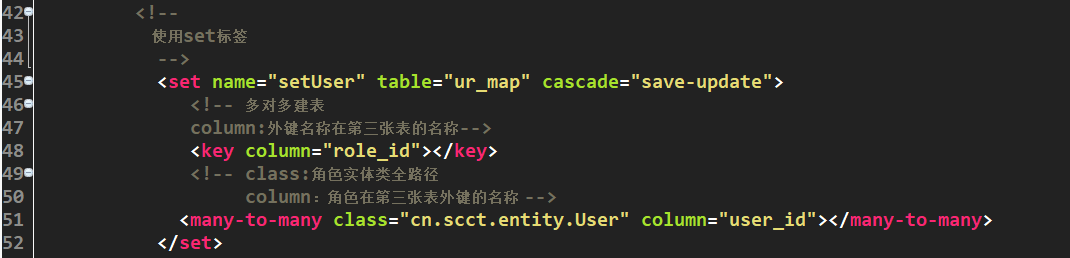 42 <!--
43 使用set标签
44 -->
45 <set name="setUser" table="ur_map" cascade="save-update">
46 <!-- 多对多建表
47 column:外键名称在第三张表的名称-->
48 <key column="role_id"></key>
49 <!-- class:角色实体类全路径
50 column：角色在第三张表外键的名称 -->
51 <many-to-many class="cn.scct.entity.User" column="user_id"></many-to-many>
52 </set>